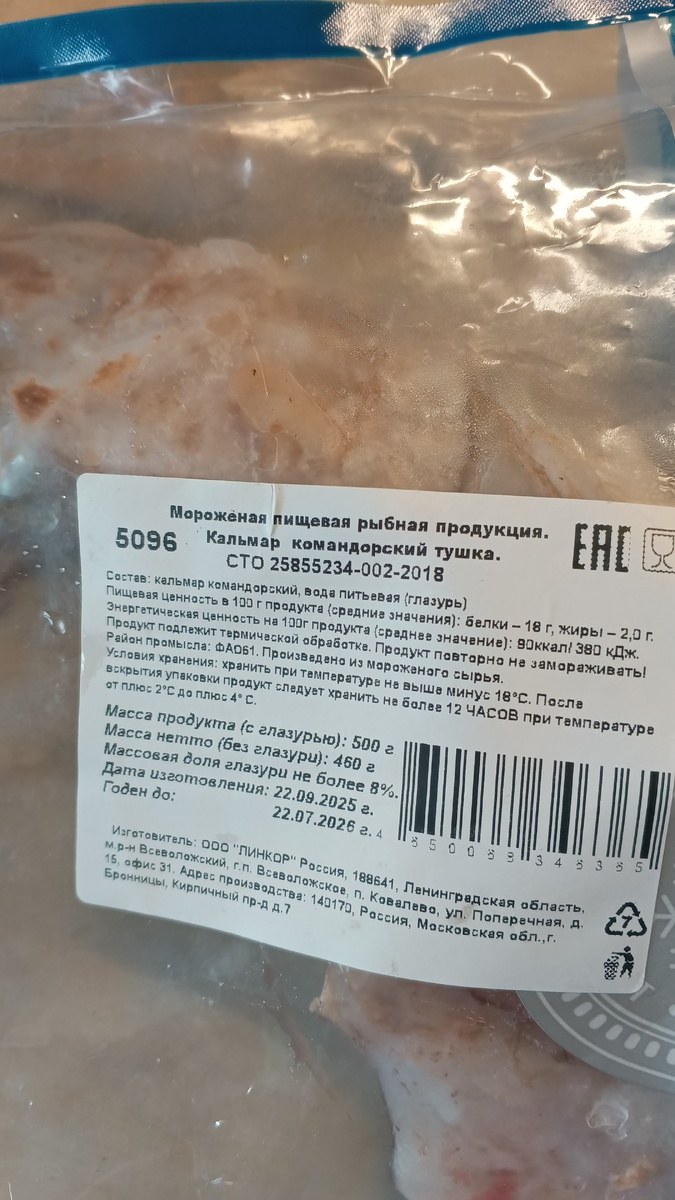 Мороженая пищевая рыбная продукция.
5096 Кальмар командорский тушка.
СТО 25855234-002-2018
EAC
Состав: кальмар командорский, вода питьевая (глазурь)
Пищевая ценность в 100 г продукта (средние значения): белки – 18 г, жиры – 2,0 г.
Энергетическая ценность на 100г продукта (среднее значение): 90ккал/ 380 кДж.
Продукт подлежит термической обработке. Продукт повторно не замораживать!
Район промысла: ФАО61. Произведено из мороженого сырья.
Условия хранения: хранить при температуре не выше минус 18°С. После
вскрытия упаковки продукт следует хранить не более 12 ЧАСОВ при температуре
от плюс 2°С до плюс 4° С.
Масса продукта (с глазурью): 500 г
Масса нетто (без глазури): 460 г
Массовая доля глазури не более 8%.
Дата изготовления: 22.09.2025 г.
Годен до:
22.07.2026 г.
4 650068 346365
Изготовитель: ООО "ЛИНКОР" Россия, 188641, Ленинградская область,
м.р-н Всеволожский, г.п. Всеволожское, п. Ковалево, ул. Поперечная, д.
15, офис 31. Адрес производства: 140170, Россия, Московская обл.,г.
Бронницы, Кирпичный пр-д д.7
7